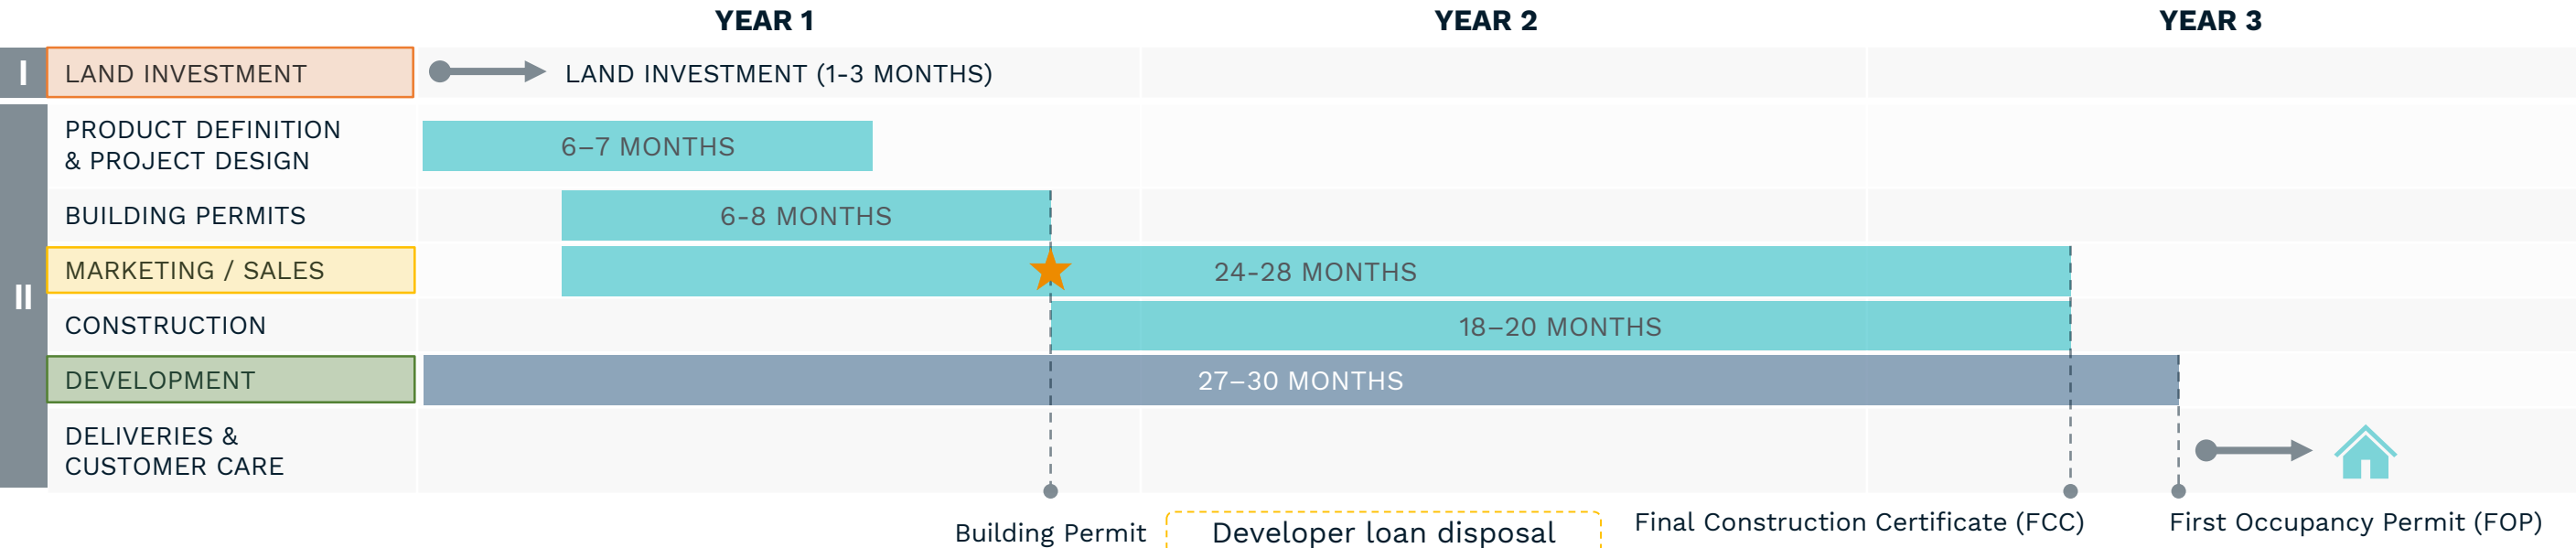 YEAR 1
YEAR 2
YEAR 3
I
LAND INVESTMENT
LAND INVESTMENT (1-3 MONTHS)
II
PRODUCT DEFINITION
& PROJECT DESIGN
6–7 MONTHS
BUILDING PERMITS
6-8 MONTHS
MARKETING / SALES
24-28 MONTHS
CONSTRUCTION
18–20 MONTHS
DEVELOPMENT
27–30 MONTHS
DELIVERIES &
CUSTOMER CARE
Building Permit
Developer loan disposal
Final Construction Certificate (FCC)
First Occupancy Permit (FOP)